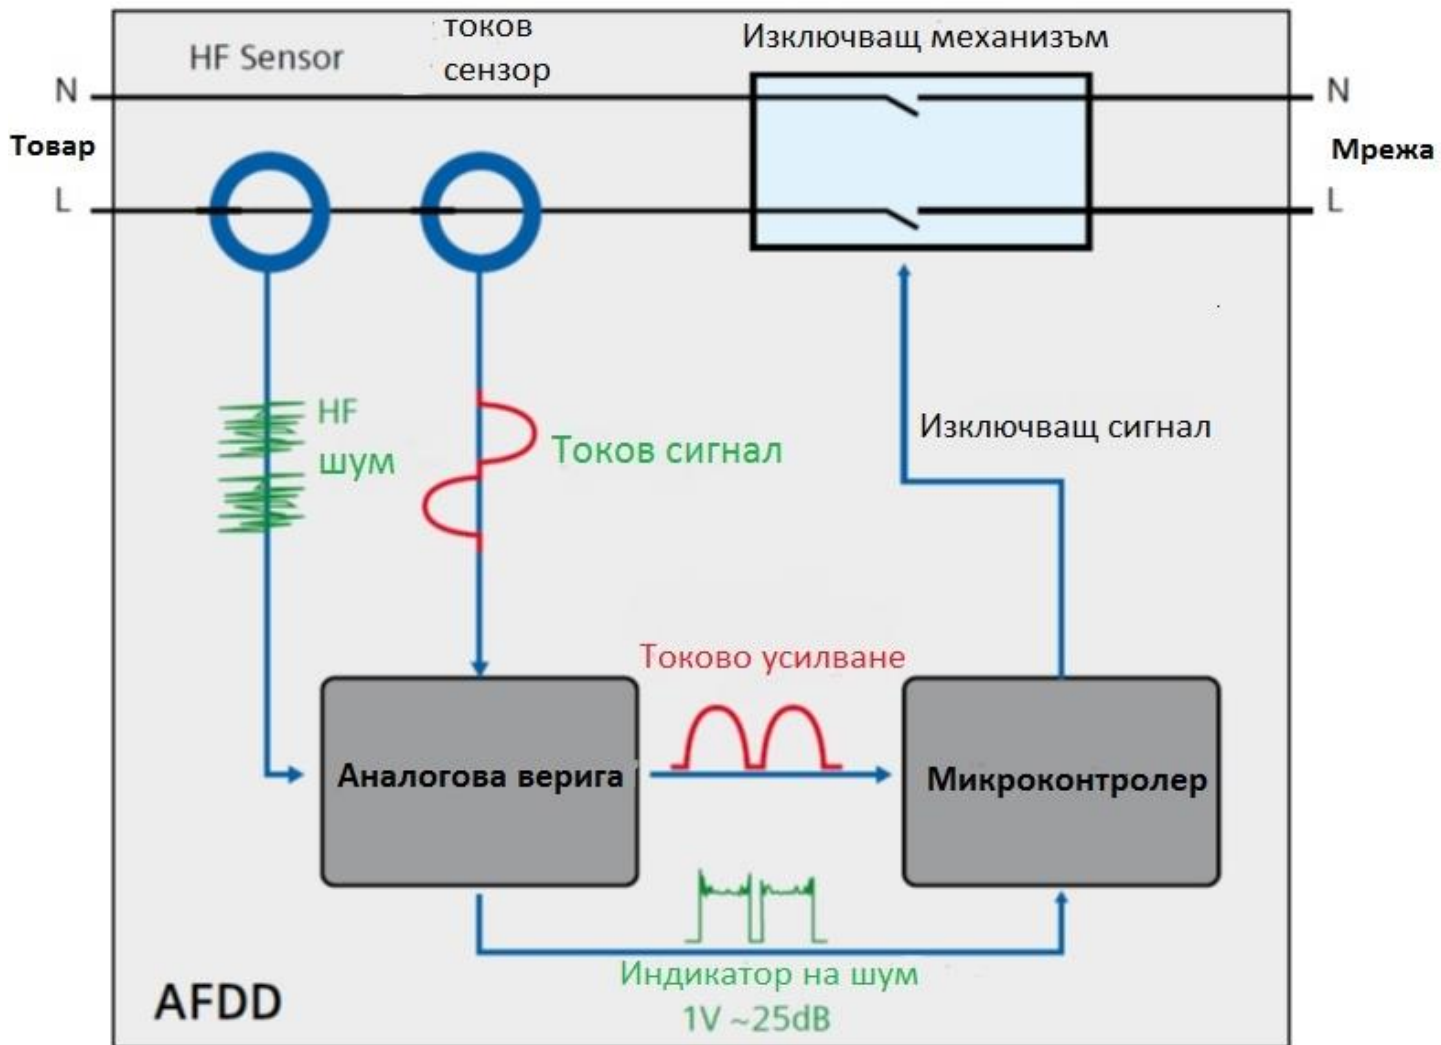 HF Sensor
токов
сензор
Изключващ механизъм
N
N
Товар
Мрежа
L
L
HF
шум
Токов сигнал
Изключващ сигнал
Токово усилване
Аналогова верига
Микроконтролер
Индикатор на шум
1V ~25dB
AFDD